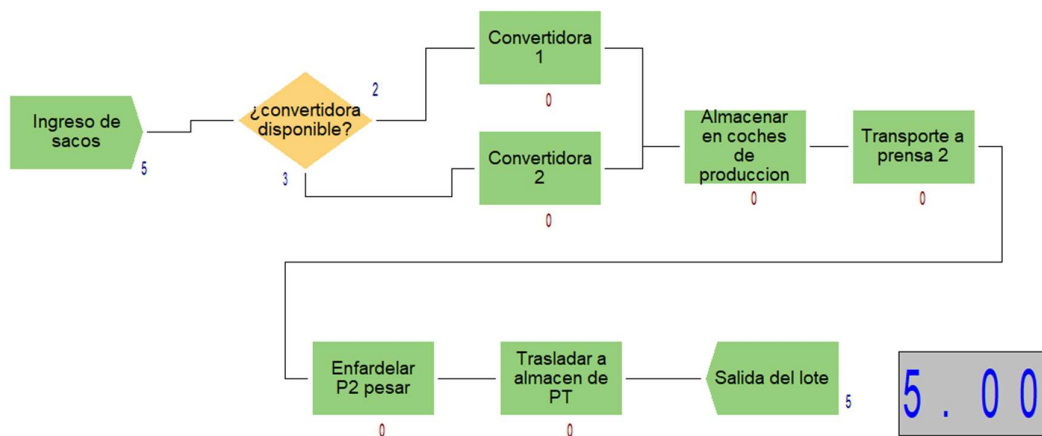 Ingreso de
sacos
5
¿convertidora
disponible?
2
3
Convertidora
1
0
Convertidora
2
0
Almacenar
en coches
de
produccion
0
Transporte a
prensa 2
0
Enfardelar
P2 pesar
0
Trasladar a
almacen de
PT
0
Salida del lote
5
5.00